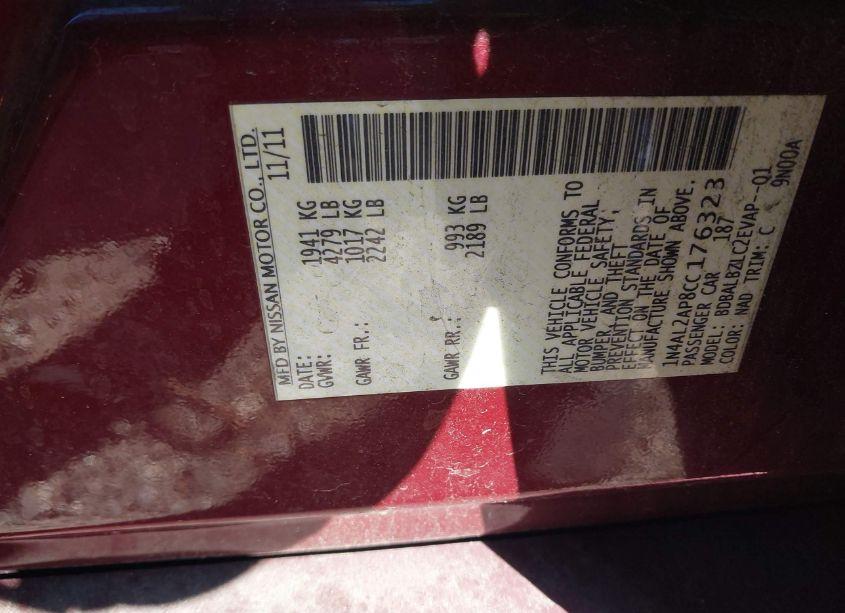 MFD BY NISSAN MOTOR CO., LTD.
DATE: 11/11
GVWR: 1941 KG
4279 LB
GAWR FR.: 1017 KG
2242 LB
GAWR RR.: 993 KG
2189 LB
THIS VEHICLE CONFORMS TO
ALL APPLICABLE FEDERAL
MOTOR VEHICLE SAFETY,
BUMPER, AND THEFT
PREVENTION STANDARDS IN
EFFECT ON THE DATE OF
MANUFACTURE SHOWN ABOVE.
1N4AL2AP8CC176323
PASSENGER CAR 187
MODEL: BDBALBZLC2EVAP--Q1
COLOR: NAD TRIM: C 9N00A